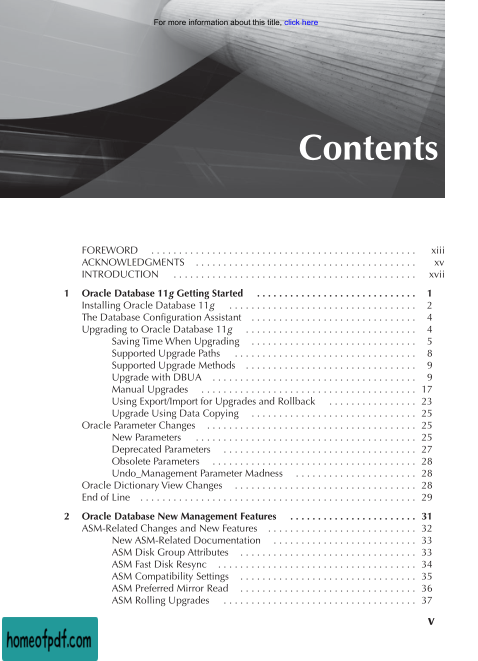 For more information about this title, click here
Contents
FOREWORD . . . . . . . . . . . . . . . . . . . . . . . . . . . . . . . . . . . . . . . . . . . . . . . . xiii
ACKNOWLEDGMENTS . . . . . . . . . . . . . . . . . . . . . . . . . . . . . . . . . . . . . . . . xv
INTRODUCTION . . . . . . . . . . . . . . . . . . . . . . . . . . . . . . . . . . . . . . . . . . . . xvii
1 Oracle Database 11g Getting Started . . . . . . . . . . . . . . . . . . . . . . . . . . . . . 1
Installing Oracle Database 11g . . . . . . . . . . . . . . . . . . . . . . . . . . . . . . . . . . 2
The Database Configuration Assistant . . . . . . . . . . . . . . . . . . . . . . . . . . . . . . 4
Upgrading to Oracle Database 11g . . . . . . . . . . . . . . . . . . . . . . . . . . . . . . . 4
Saving Time When Upgrading . . . . . . . . . . . . . . . . . . . . . . . . . . . . . . 5
Supported Upgrade Paths . . . . . . . . . . . . . . . . . . . . . . . . . . . . . . . . . 8
Supported Upgrade Methods . . . . . . . . . . . . . . . . . . . . . . . . . . . . . . . 9
Upgrade with DBUA . . . . . . . . . . . . . . . . . . . . . . . . . . . . . . . . . . . . . 9
Manual Upgrades . . . . . . . . . . . . . . . . . . . . . . . . . . . . . . . . . . . . . . . 17
Using Export/Import for Upgrades and Rollback . . . . . . . . . . . . . . . . 23
Upgrade Using Data Copying . . . . . . . . . . . . . . . . . . . . . . . . . . . . . . 25
Oracle Parameter Changes . . . . . . . . . . . . . . . . . . . . . . . . . . . . . . . . . . . . . . 25
New Parameters . . . . . . . . . . . . . . . . . . . . . . . . . . . . . . . . . . . . . . . . 25
Deprecated Parameters . . . . . . . . . . . . . . . . . . . . . . . . . . . . . . . . . . . 27
Obsolete Parameters . . . . . . . . . . . . . . . . . . . . . . . . . . . . . . . . . . . . . 28
Undo_Management Parameter Madness . . . . . . . . . . . . . . . . . . . . . . 28
Oracle Dictionary View Changes . . . . . . . . . . . . . . . . . . . . . . . . . . . . . . . . . 28
End of Line . . . . . . . . . . . . . . . . . . . . . . . . . . . . . . . . . . . . . . . . . . . . . . . . . . 29
2 Oracle Database New Management Features . . . . . . . . . . . . . . . . . . . . . . . 31
ASM-Related Changes and New Features . . . . . . . . . . . . . . . . . . . . . . . . . . . 32
New ASM-Related Documentation . . . . . . . . . . . . . . . . . . . . . . . . . . 33
ASM Disk Group Attributes . . . . . . . . . . . . . . . . . . . . . . . . . . . . . . . . 33
ASM Fast Disk Resync . . . . . . . . . . . . . . . . . . . . . . . . . . . . . . . . . . . . 34
ASM Compatibility Settings . . . . . . . . . . . . . . . . . . . . . . . . . . . . . . . . 35
ASM Preferred Mirror Read . . . . . . . . . . . . . . . . . . . . . . . . . . . . . . . . 36
ASM Rolling Upgrades . . . . . . . . . . . . . . . . . . . . . . . . . . . . . . . . . . . 37
v
homeofpdf.com